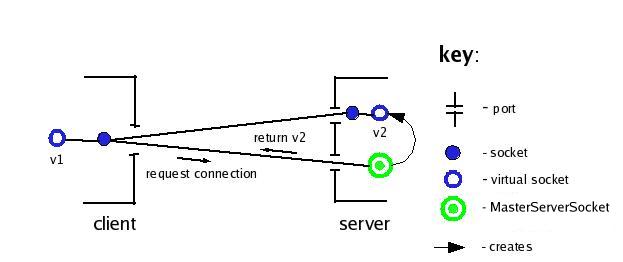 key:
- port
return v2
v2
v1
- socket
request connection
- virtual socket
- MasterServerSocket
client
server
- creates